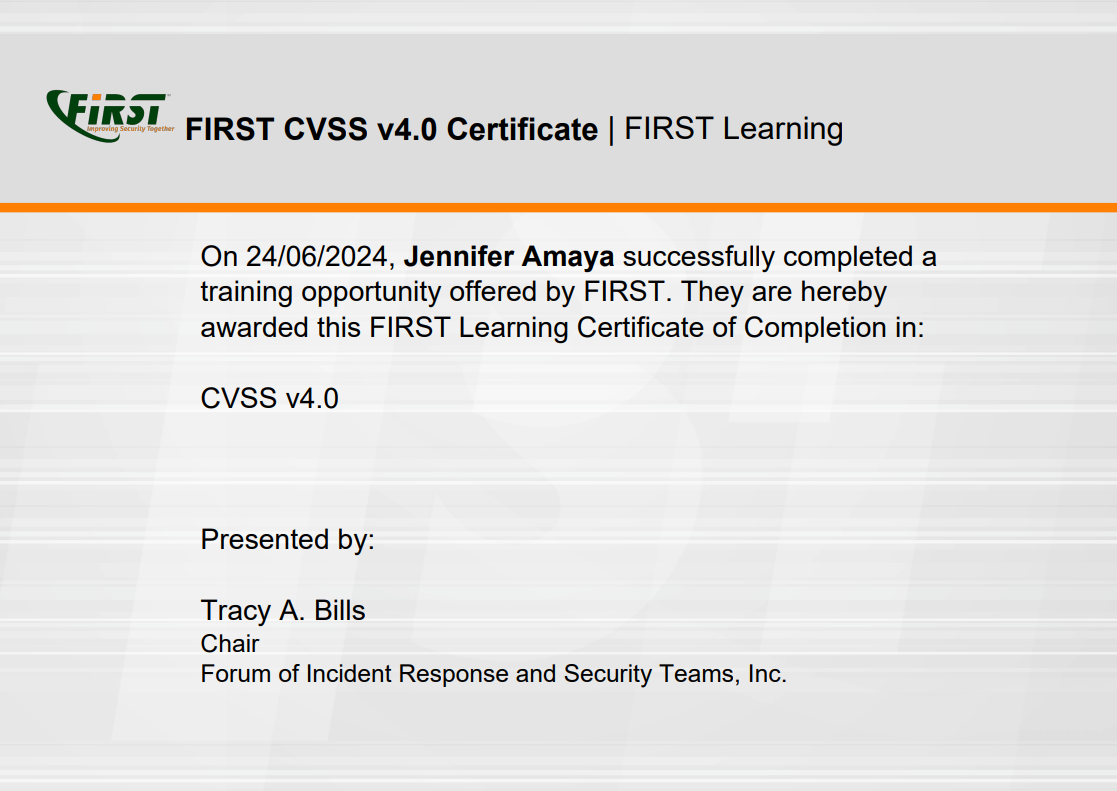 FiRST™
Improving Security Together
FIRST CVSS v4.0 Certificate | FIRST Learning
On 24/06/2024, Jennifer Amaya successfully completed a
training opportunity offered by FIRST. They are hereby
awarded this FIRST Learning Certificate of Completion in:
CVSS v4.0
Presented by:
Tracy A. Bills
Chair
Forum of Incident Response and Security Teams, Inc.